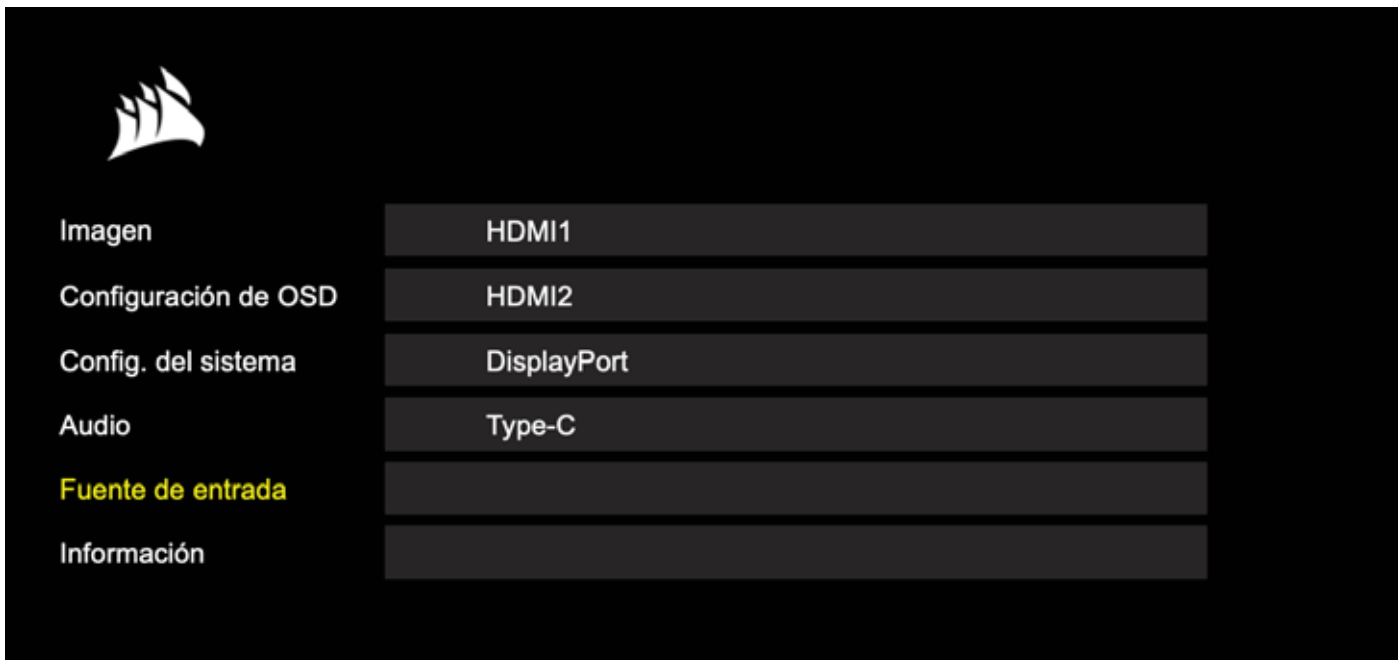 Imagen HDMI1
Configuración de OSD HDMI2
Config. del sistema DisplayPort
Audio Type-C
Fuente de entrada
Información